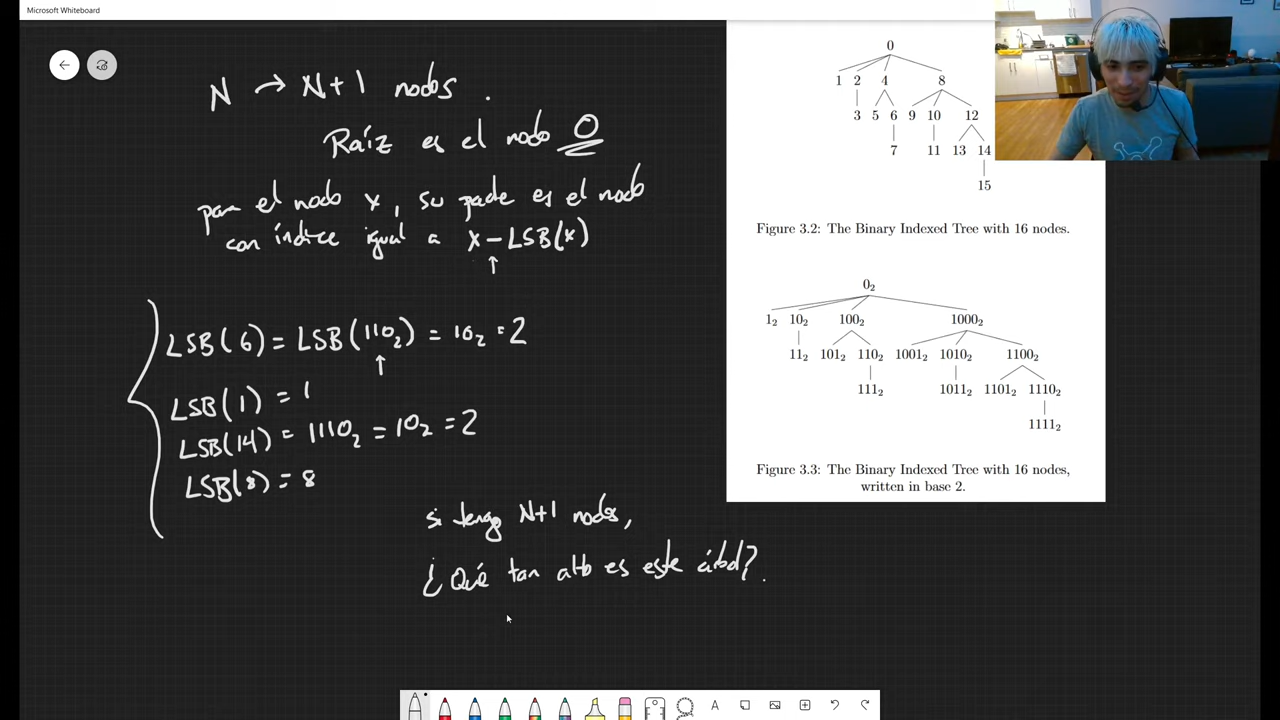 Microsoft Whiteboard
N → N+1 nodos.
Raíz es el nodo 0
para el nodo x, su padre es el nodo
con índice igual a x - LSB(x)
↑
LSB(6) = LSB(110₂) = 10₂ = 2
↑
LSB(1) = 1
LSB(14) = 1110₂ = 10₂ = 2
LSB(8) = 8
si tengo N+1 nodos,
¿Qué tan alto es este árbol?.
0
1 2 4 8
3 5 6 9 10 12
7 11 13 14
15
Figure 3.2: The Binary Indexed Tree with 16 nodes.
0₂
1₂ 10₂ 100₂ 1000₂
11₂ 101₂ 110₂ 1001₂ 1010₂ 1100₂
111₂ 1011₂ 1101₂ 1110₂
1111₂
Figure 3.3: The Binary Indexed Tree with 16 nodes,
written in base 2.
A